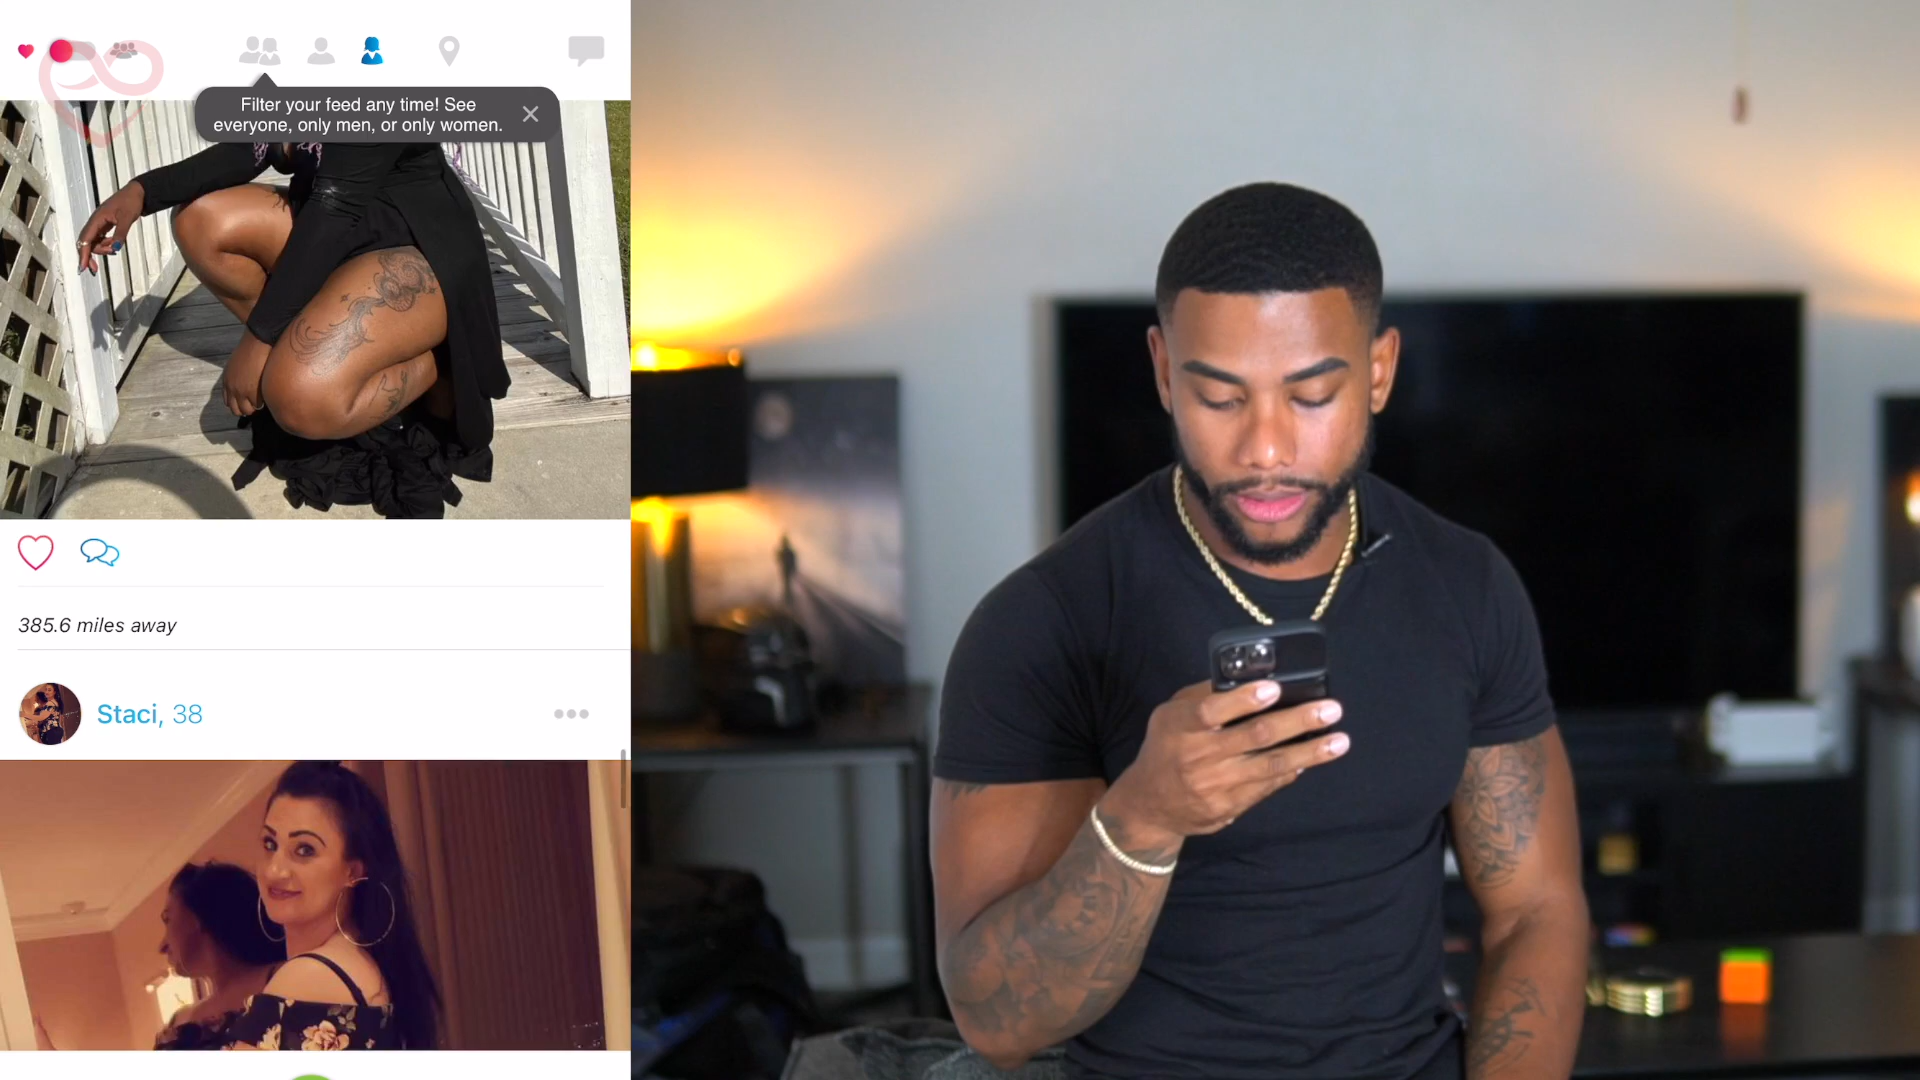 Filter your feed any time! See
everyone, only men, or only women.
385.6 miles away
Staci, 38